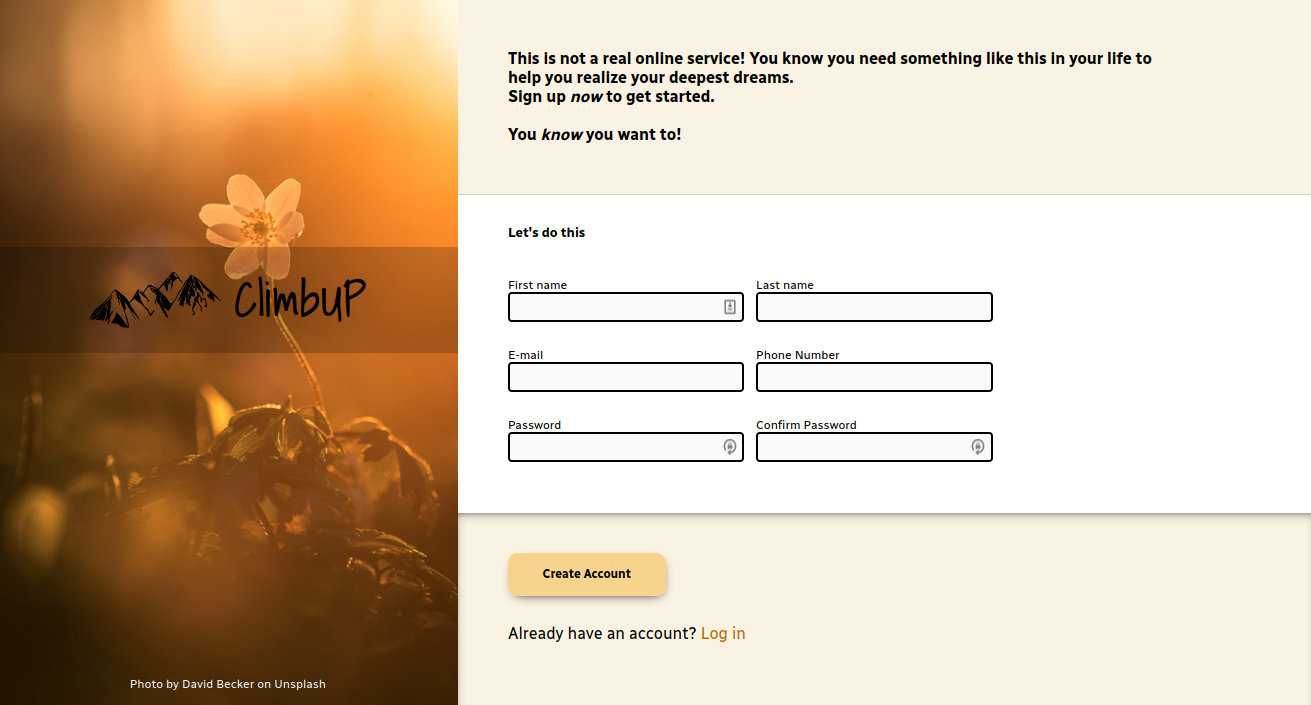 This is not a real online service! You know you need something like this in your life to
help you realize your deepest dreams.
Sign up now to get started.
You know you want to!
ClimbUP
Let's do this
First name
Last name
E-mail
Phone Number
Password
Confirm Password
Create Account
Already have an account? Log in
Photo by David Becker on Unsplash